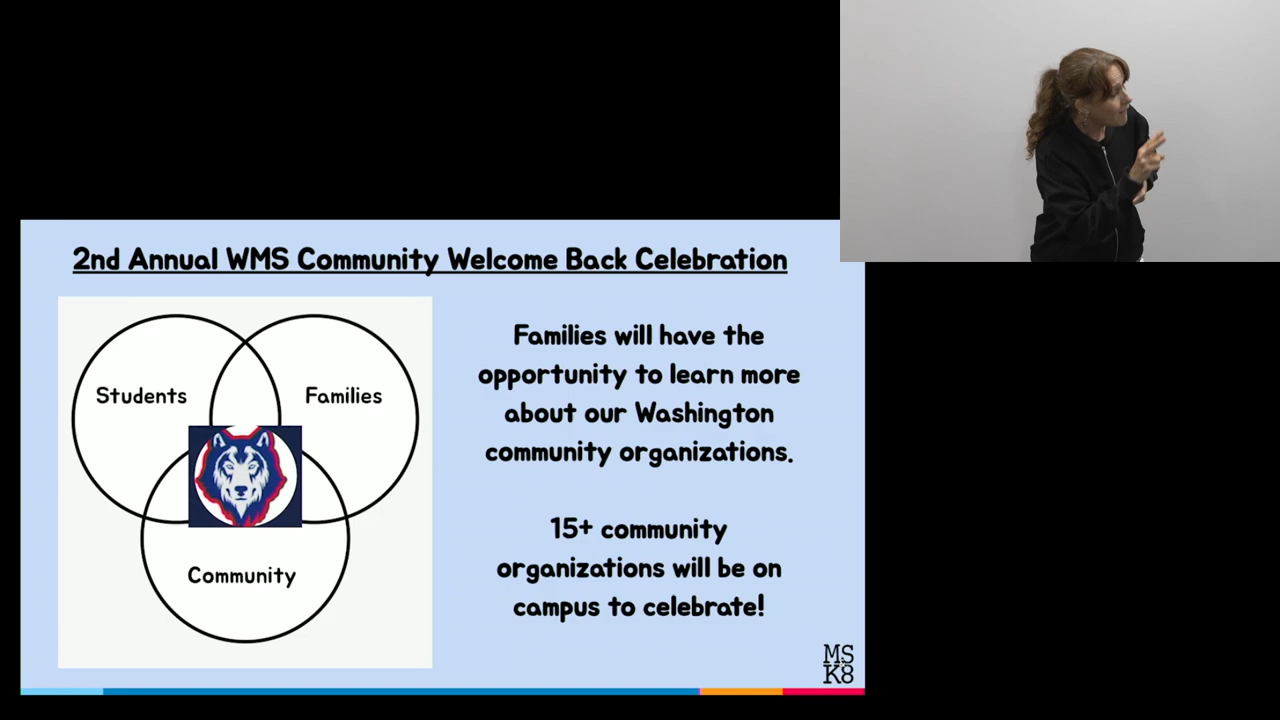 2nd Annual WMS Community Welcome Back Celebration
Students
Families
Community
Families will have the
opportunity to learn more
about our Washington
community organizations.
15+ community
organizations will be on
campus to celebrate!
MS
K8